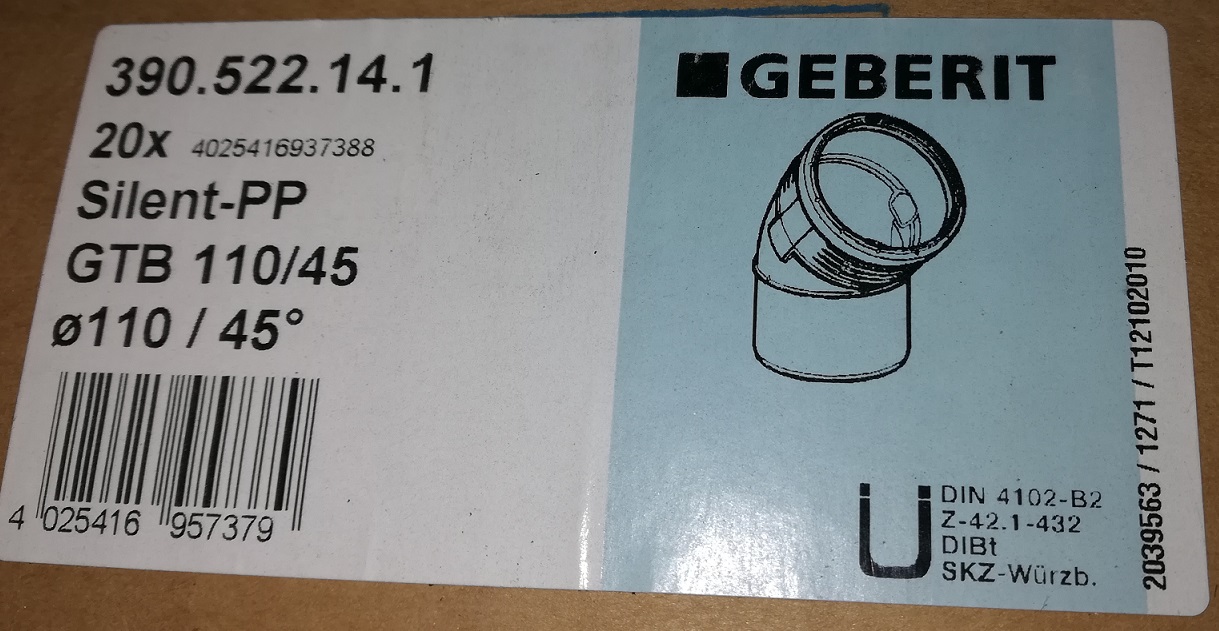 390.522.14.1
20x 4025416937388
Silent-PP
GTB 110/45
ø110 / 45°
4 025416 957379
GEBERIT
DIN 4102-B2
Z-42.1-432
DIBt
SKZ-Würzb.
2039563 / 1271 / T12102010